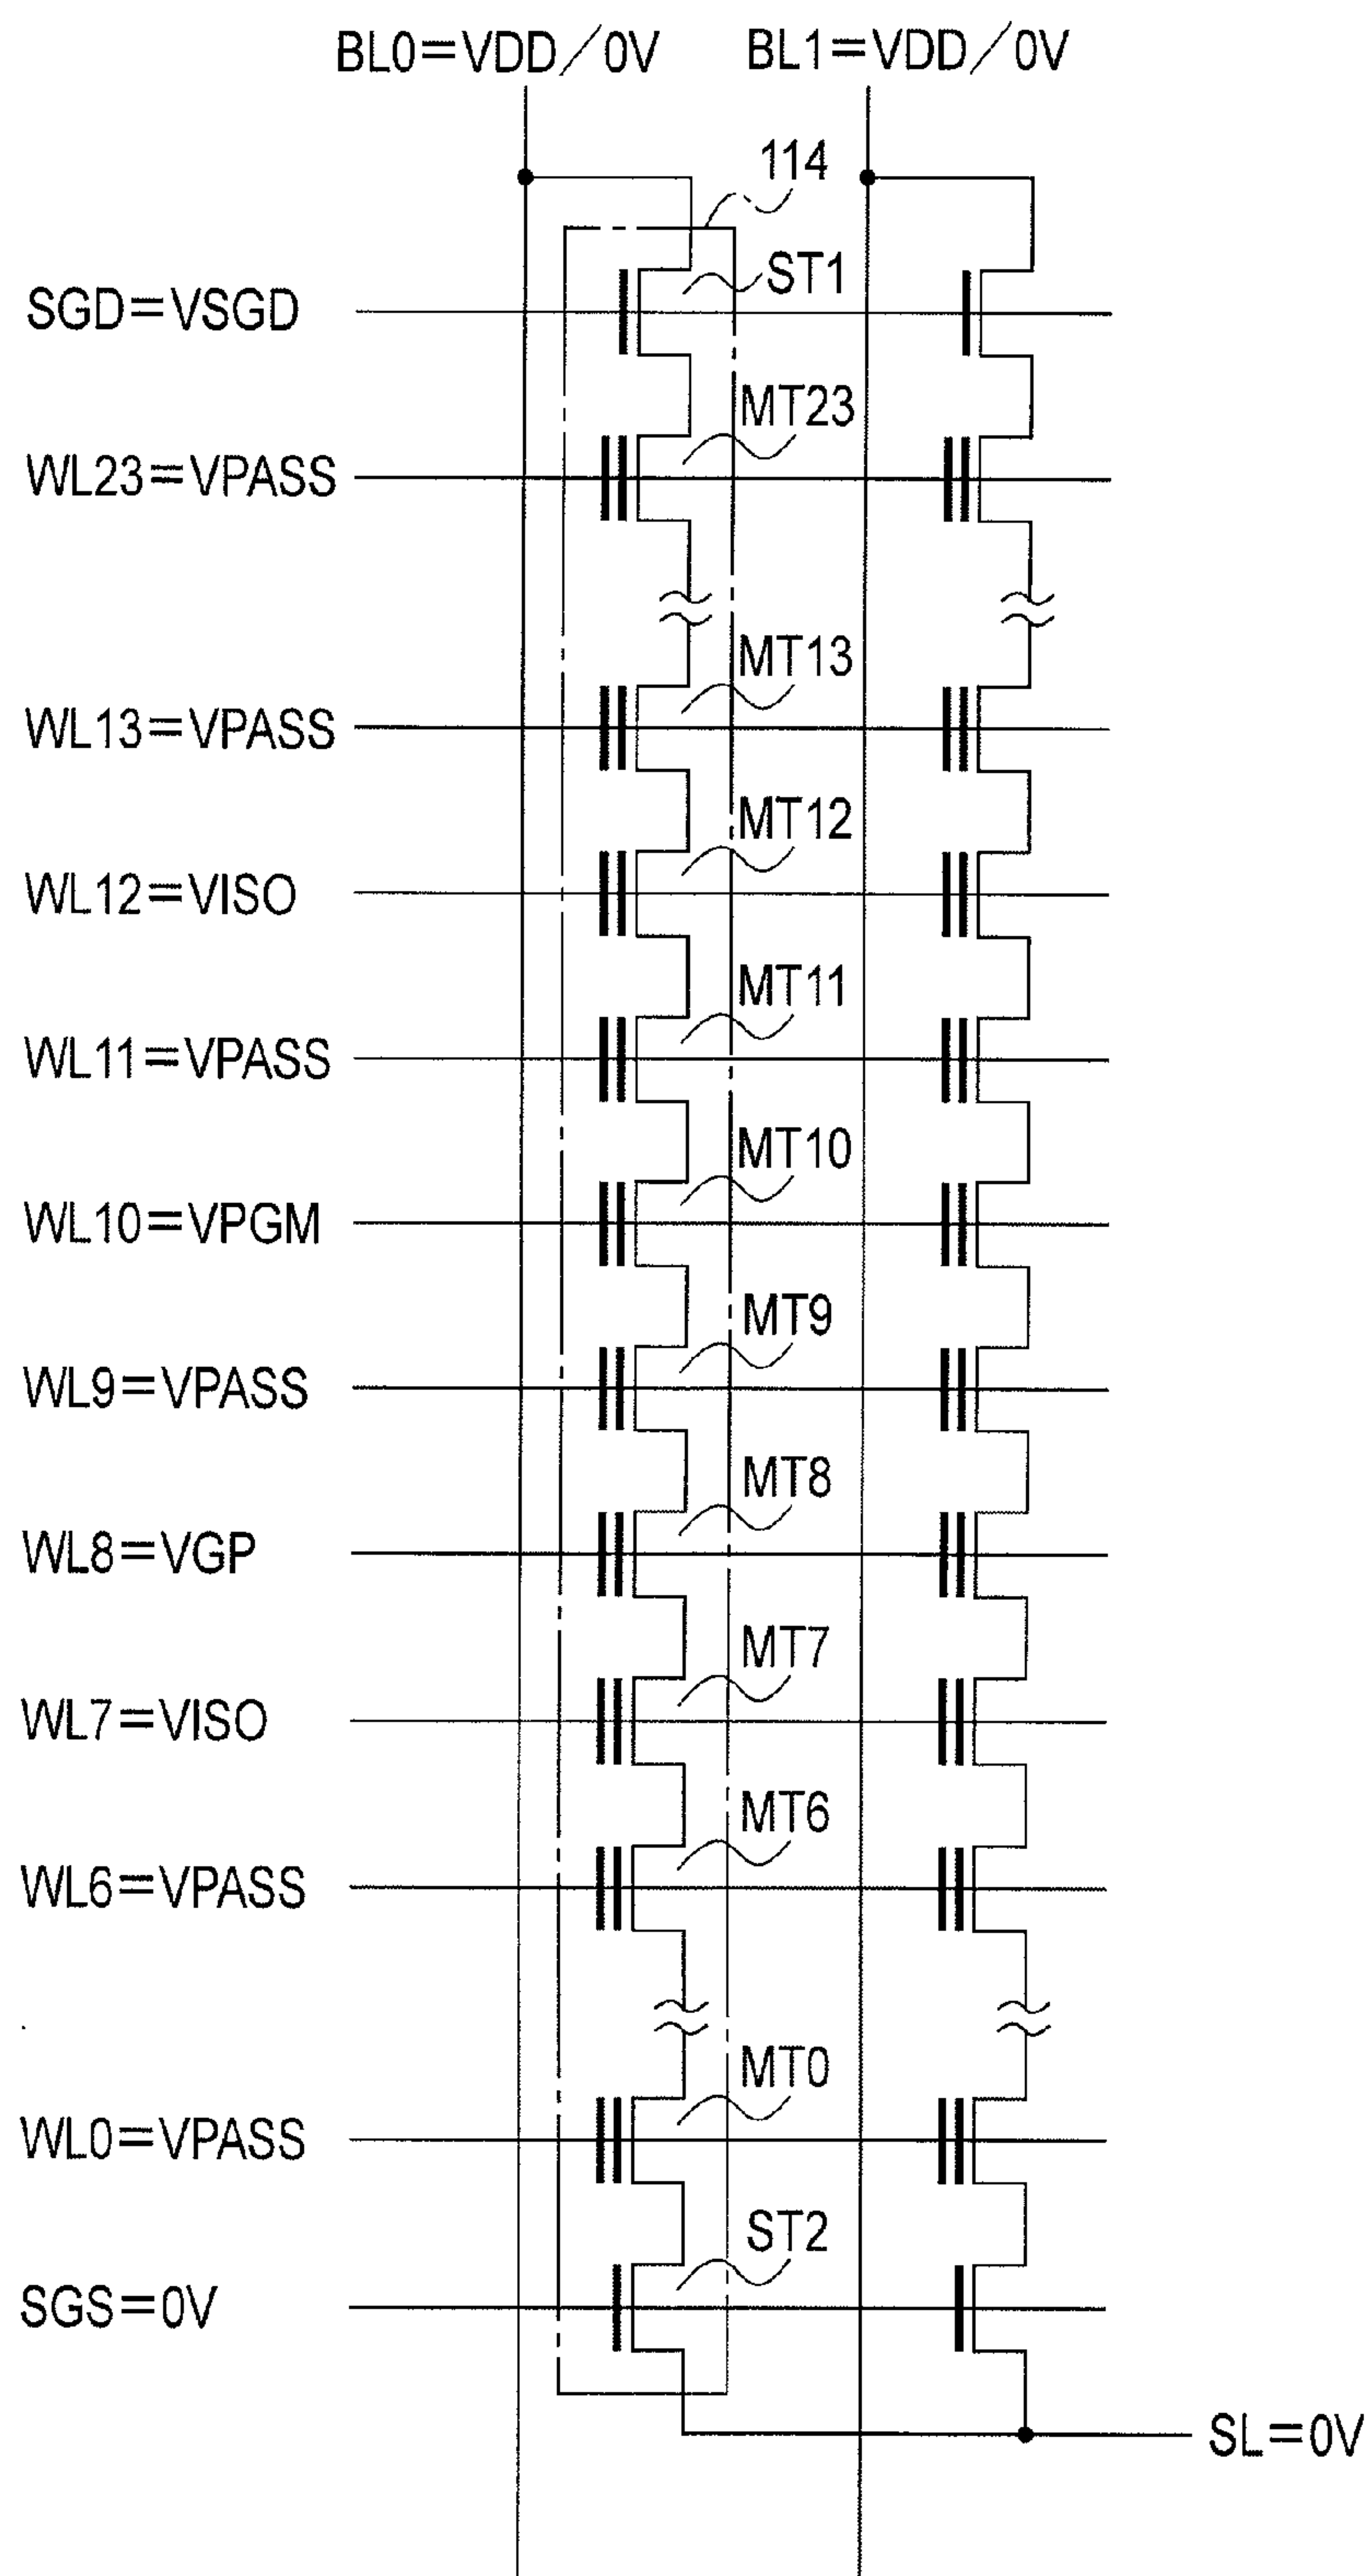 BL0=VDD/0V BL1=VDD/0V
114
SGD=VSGD ST1
MT23
WL23=VPASS
MT13
WL13=VPASS
MT12
WL12=VISO
MT11
WL11=VPASS
MT10
WL10=VPGM
MT9
WL9=VPASS
MT8
WL8=VGP
MT7
WL7=VISO
MT6
WL6=VPASS
MT0
WL0=VPASS
ST2
SGS=0V
SL=0V